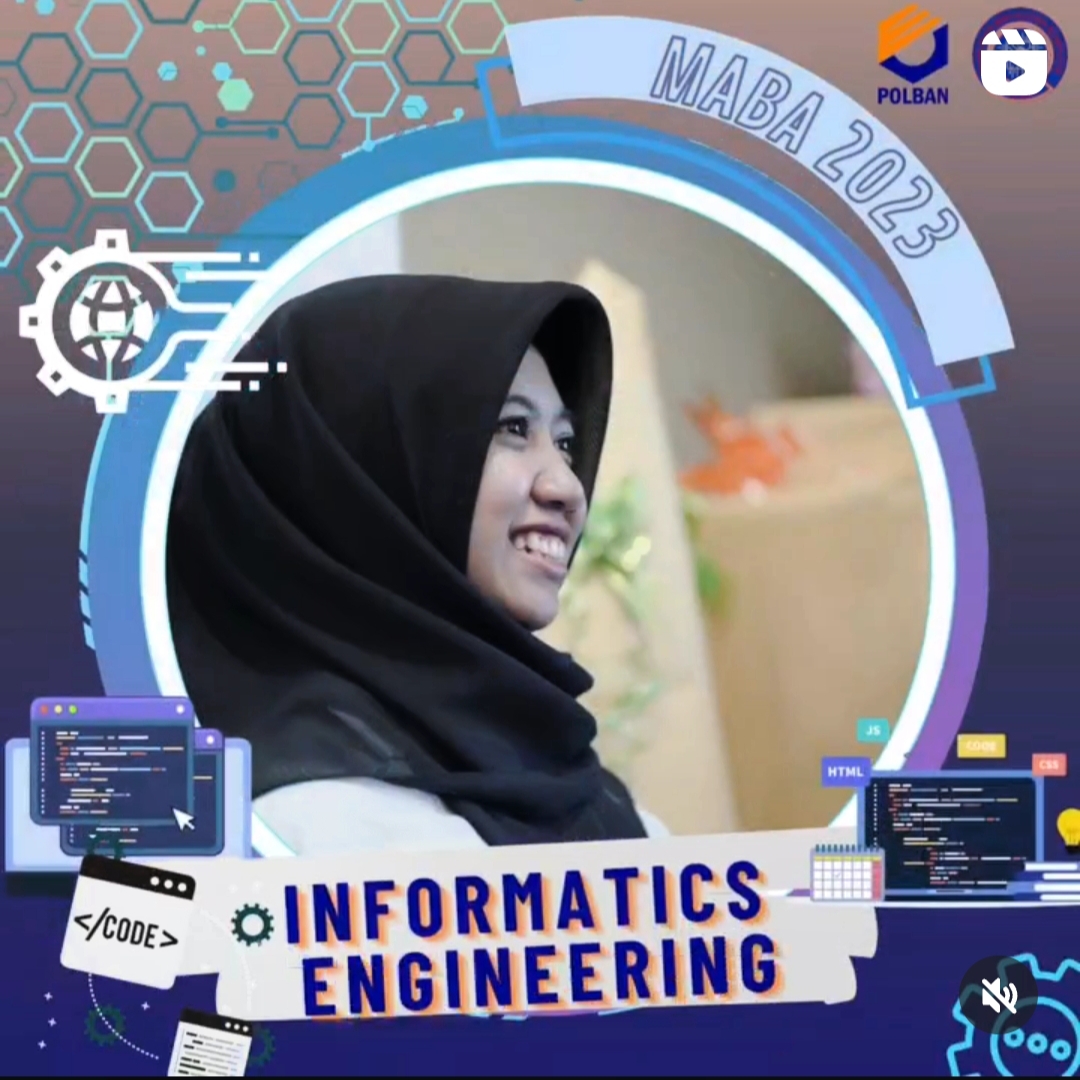 MABA 2023
POLBAN
JS
CODE
HTML
CSS
</CODE>
INFORMATICS
ENGINEERING